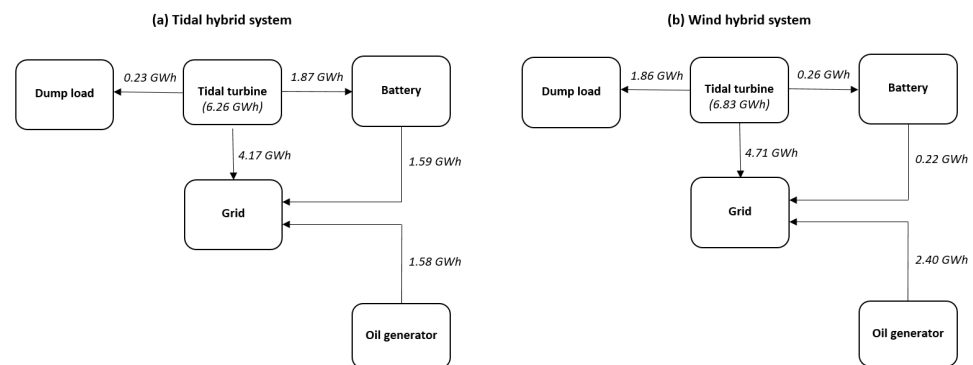 (a) Tidal hybrid system
0.23 GWh
1.87 GWh
Dump load
Tidal turbine
(6.26 GWh)
Battery
4.17 GWh
1.59 GWh
Grid
1.58 GWh
Oil generator
(b) Wind hybrid system
1.86 GWh
0.26 GWh
Dump load
Tidal turbine
(6.83 GWh)
Battery
4.71 GWh
0.22 GWh
Grid
2.40 GWh
Oil generator